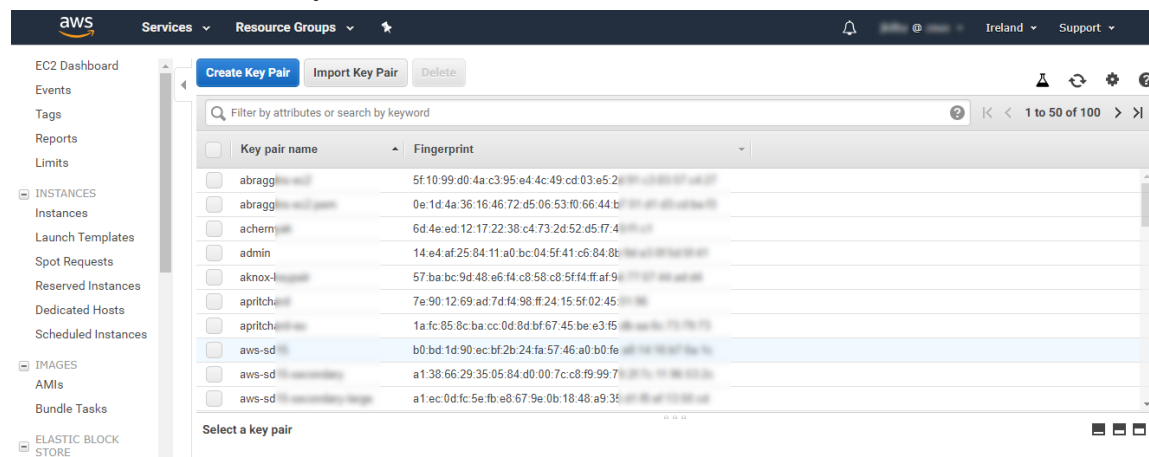 aws Services Resource Groups @ Ireland Support
EC2 Dashboard
Events
Tags
Reports
Limits
INSTANCES
Instances
Launch Templates
Spot Requests
Reserved Instances
Dedicated Hosts
Scheduled Instances
IMAGES
AMIs
Bundle Tasks
ELASTIC BLOCK
STORE
Create Key Pair Import Key Pair Delete
Filter by attributes or search by keyword 1 to 50 of 100
Key pair name Fingerprint
abragg 5f:10:99:d0:4a:c3:95:e4:4c:49:cd:03:e5:2
abragg 0e:1d:4a:36:16:46:72:d5:06:53:f0:66:44:b
achern 6d:4e:ed:12:17:22:38:c4:73:2d:52:d5:f7:4
admin 14:e4:af:25:84:11:a0:bc:04:5f:41:c6:84:8b
aknox- 57:ba:bc:9d:48:e6:f4:c8:58:c8:5f:f4:ff:af:9
apritcha 7e:90:12:69:ad:7d:f4:98:ff:24:15:5f:02:45:
apritcha 1a:fc:85:8c:ba:cc:0d:8d:bf:67:45:be:e3:f5
aws-sd b0:bd:1d:90:ec:bf:2b:24:fa:57:46:a0:b0:fe
aws-sd a1:38:66:29:35:05:84:d0:00:7c:c8:f9:99:7
aws-sd a1:ec:0d:fc:5e:fb:e8:67:9e:0b:18:48:a9:35
Select a key pair